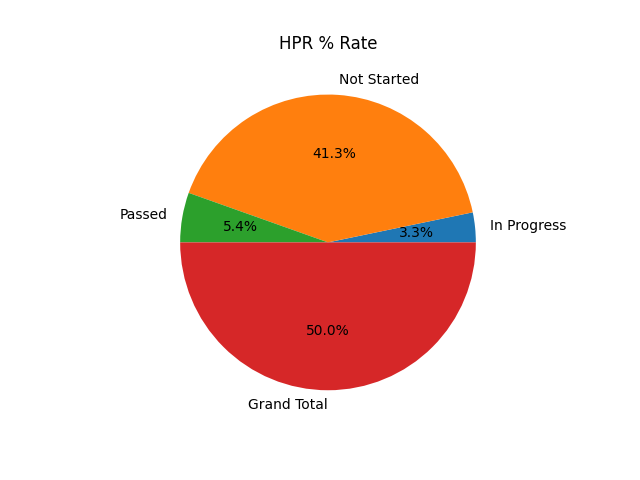 HPR % Rate
Not Started
41.3%
Passed
5.4%
In Progress
3.3%
50.0%
Grand Total